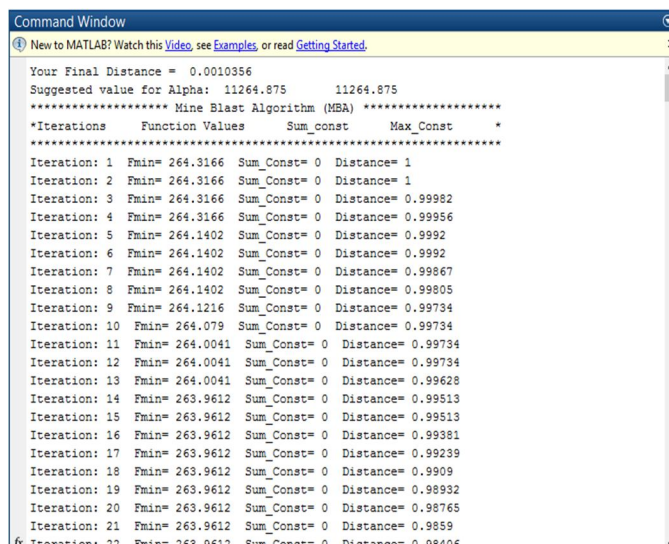 Command Window
New to MATLAB? Watch this Video, see Examples, or read Getting Started.
Your Final Distance =  0.0010356
Suggested value for Alpha:  11264.875       11264.875
******************** Mine Blast Algorithm (MBA) ********************
*Iterations     Function Values      Sum_const      Max_Const      *
********************************************************************
Iteration: 1  Fmin= 264.3166  Sum_Const= 0  Distance= 1
Iteration: 2  Fmin= 264.3166  Sum_Const= 0  Distance= 1
Iteration: 3  Fmin= 264.3166  Sum_Const= 0  Distance= 0.99982
Iteration: 4  Fmin= 264.3166  Sum_Const= 0  Distance= 0.99956
Iteration: 5  Fmin= 264.1402  Sum_Const= 0  Distance= 0.9992
Iteration: 6  Fmin= 264.1402  Sum_Const= 0  Distance= 0.9992
Iteration: 7  Fmin= 264.1402  Sum_Const= 0  Distance= 0.99867
Iteration: 8  Fmin= 264.1402  Sum_Const= 0  Distance= 0.99805
Iteration: 9  Fmin= 264.1216  Sum_Const= 0  Distance= 0.99734
Iteration: 10  Fmin= 264.079  Sum_Const= 0  Distance= 0.99734
Iteration: 11  Fmin= 264.0041  Sum_Const= 0  Distance= 0.99734
Iteration: 12  Fmin= 264.0041  Sum_Const= 0  Distance= 0.99734
Iteration: 13  Fmin= 264.0041  Sum_Const= 0  Distance= 0.99628
Iteration: 14  Fmin= 263.9612  Sum_Const= 0  Distance= 0.99513
Iteration: 15  Fmin= 263.9612  Sum_Const= 0  Distance= 0.99513
Iteration: 16  Fmin= 263.9612  Sum_Const= 0  Distance= 0.99381
Iteration: 17  Fmin= 263.9612  Sum_Const= 0  Distance= 0.99239
Iteration: 18  Fmin= 263.9612  Sum_Const= 0  Distance= 0.9909
Iteration: 19  Fmin= 263.9612  Sum_Const= 0  Distance= 0.98932
Iteration: 20  Fmin= 263.9612  Sum_Const= 0  Distance= 0.98765
Iteration: 21  Fmin= 263.9612  Sum_Const= 0  Distance= 0.9859
fx Iteration: 22  Fmin= 263.9612  Sum_Const= 0  Distance= 0.98406